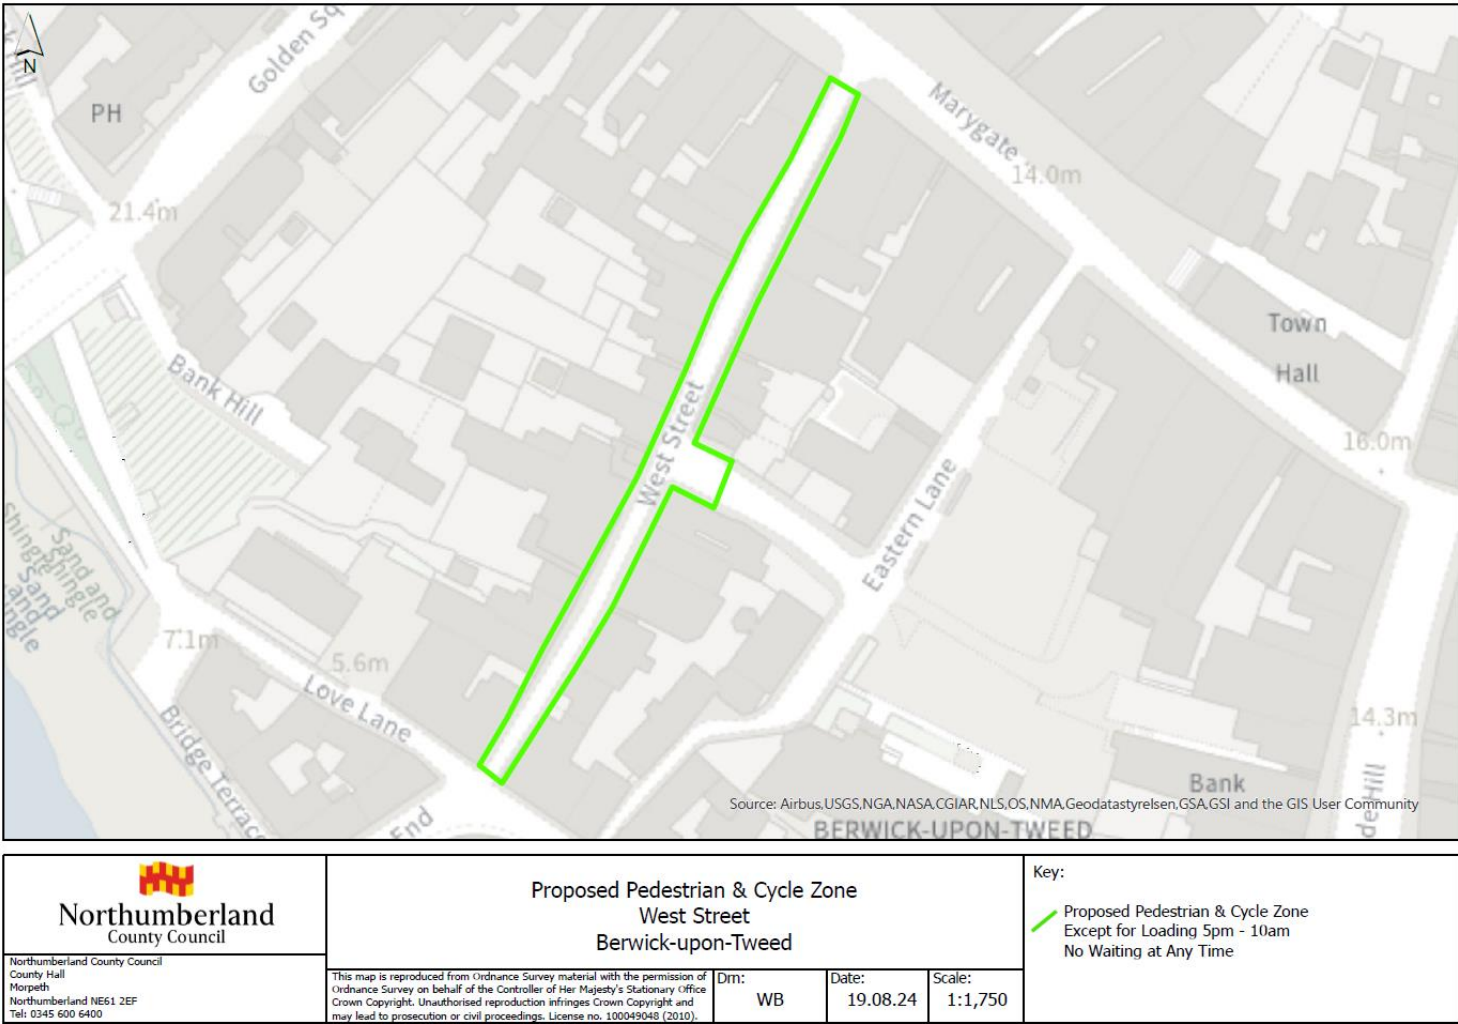 N
PH
Golden Sq
Marygate
14.0m
21.4m
Town
Hall
Bank Hill
West Street
16.0m
Eastern Lane
Sand and
Shingle
Sand
and
Shingle
7.1m
5.6m
Love Lane
14.3m
Bridge Terrace
Bank
End
de Hill
Source: Airbus,USGS,NGA,NASA,CGIAR,NLS,OS,NMA,Geodatastyrelsen,GSA,GSI and the GIS User Community
BERWICK-UPON-TWEED
Northumberland
County Council
Northumberland County Council
County Hall
Morpeth
Northumberland NE61 2EF
Tel: 0345 600 6400
Proposed Pedestrian & Cycle Zone
West Street
Berwick-upon-Tweed
This map is reproduced from Ordnance Survey material with the permission of
Ordnance Survey on behalf of the Controller of Her Majesty's Stationary Office
Crown Copyright. Unauthorised reproduction infringes Crown Copyright and
may lead to prosecution or civil proceedings. License no. 100049048 (2010).
Drn:
WB
Date:
19.08.24
Scale:
1:1,750
Key:
Proposed Pedestrian & Cycle Zone
Except for Loading 5pm - 10am
No Waiting at Any Time